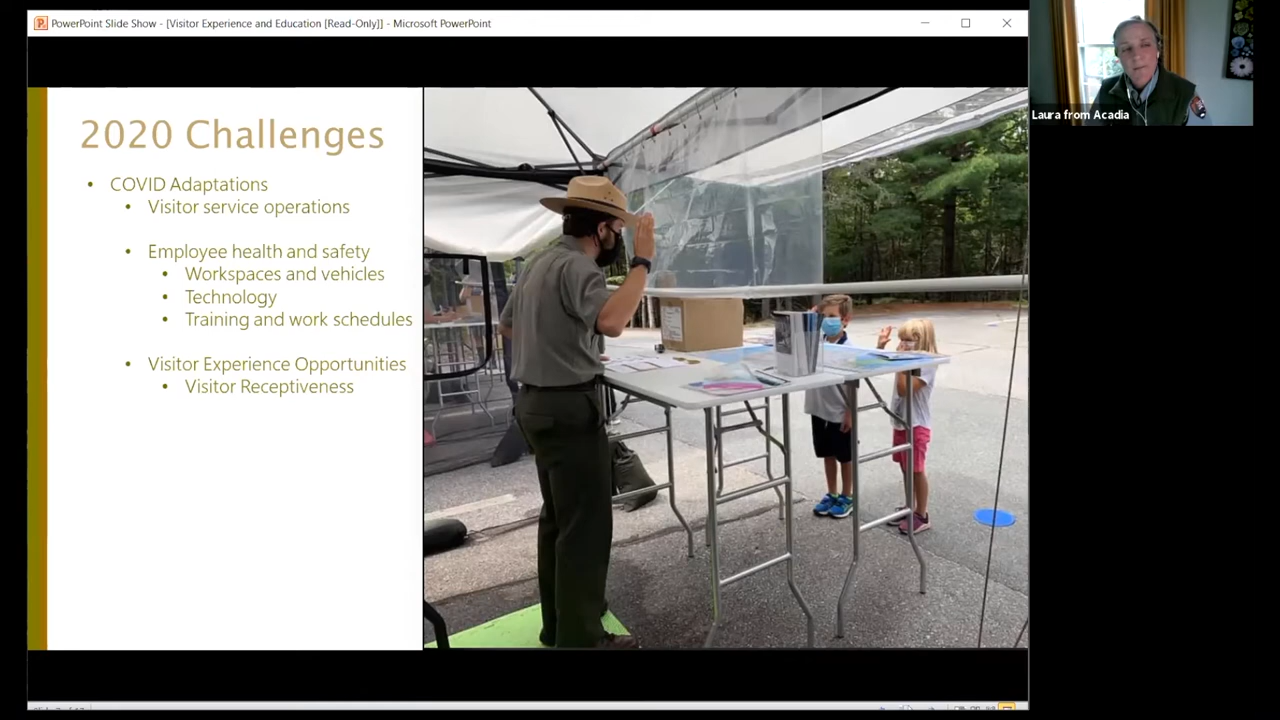 PowerPoint Slide Show - [Visitor Experience and Education [Read-Only]] - Microsoft PowerPoint
Laura from Acadia
2020 Challenges
• COVID Adaptations
• Visitor service operations
• Employee health and safety
• Workspaces and vehicles
• Technology
• Training and work schedules
• Visitor Experience Opportunities
• Visitor Receptiveness